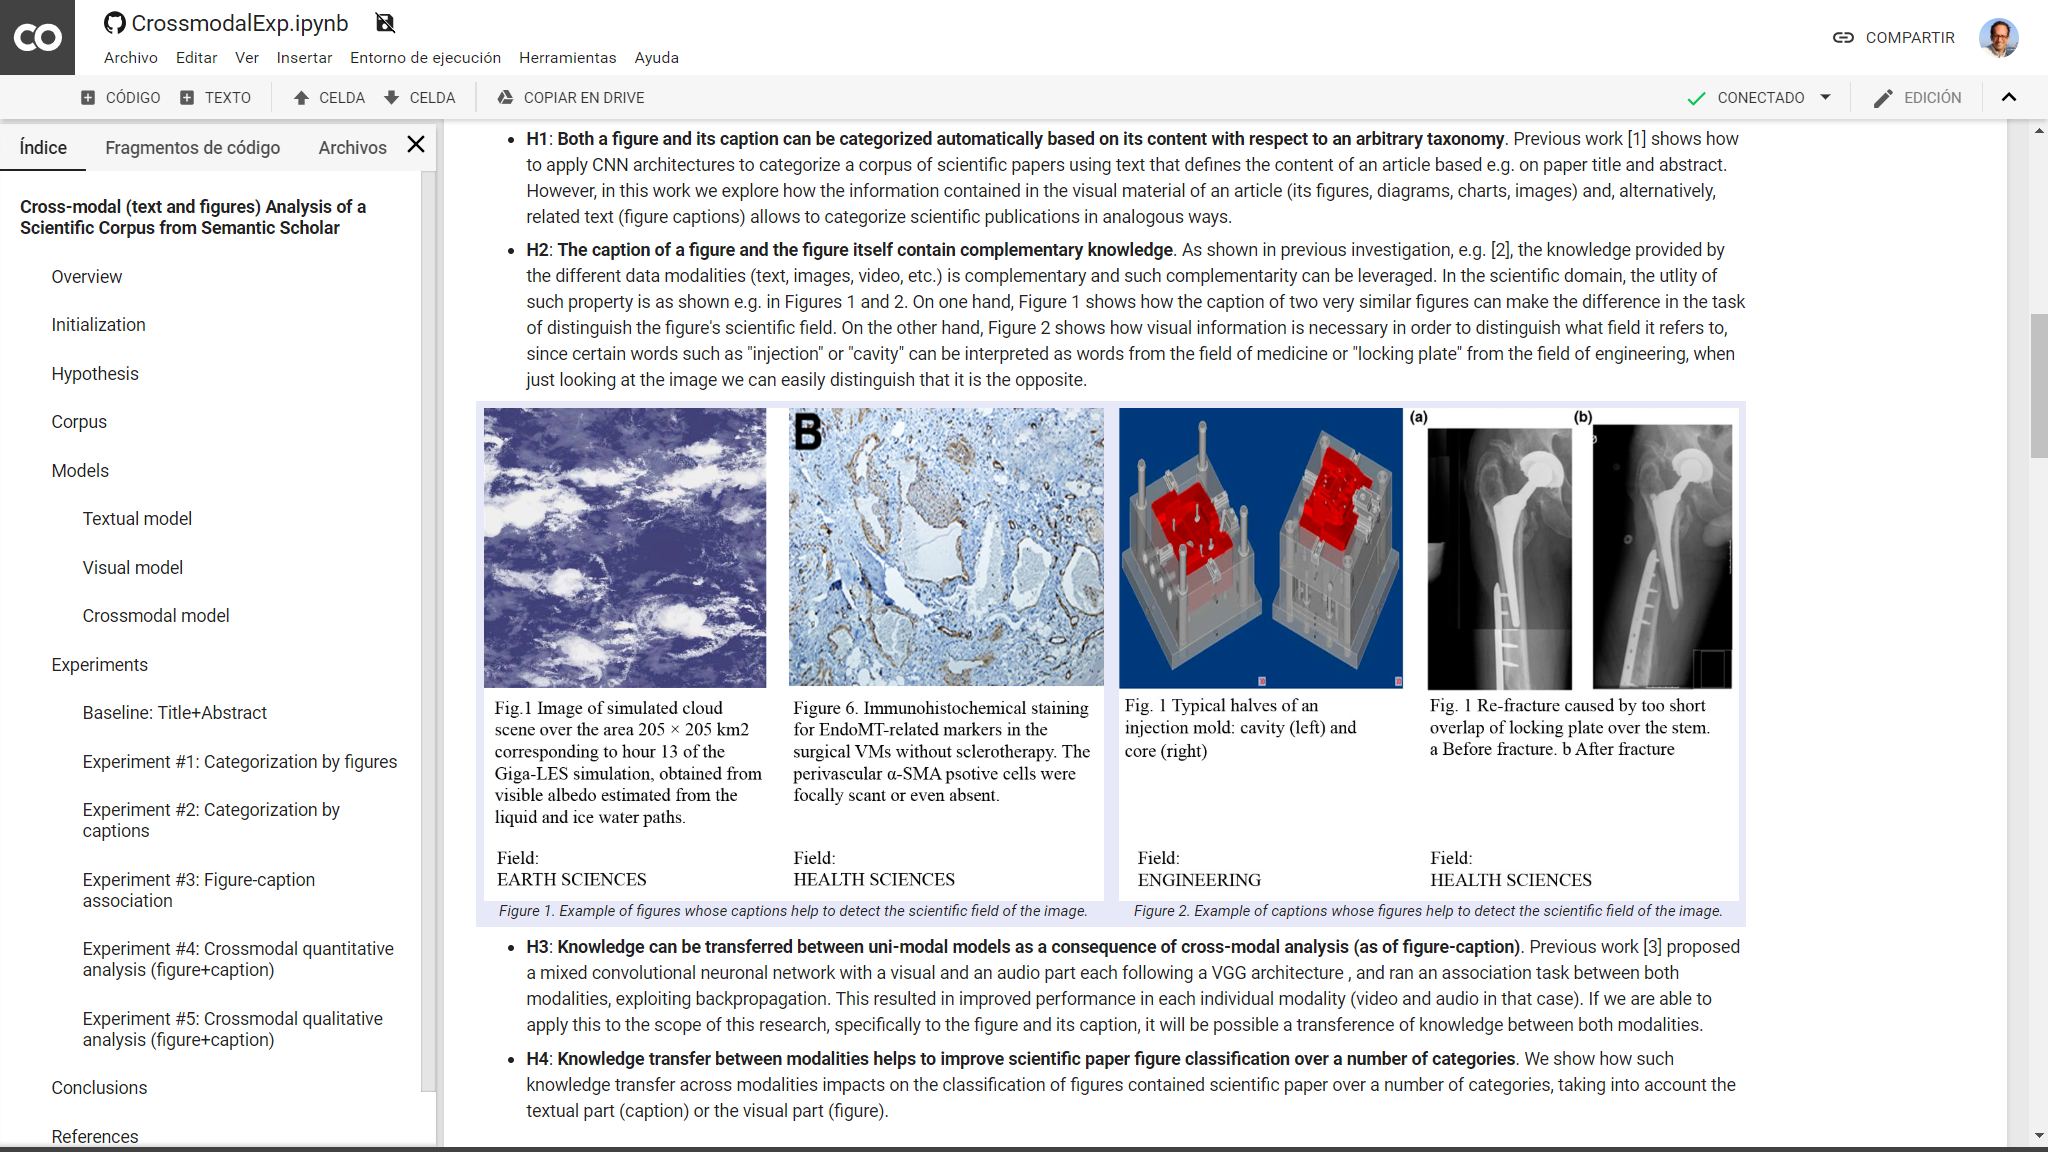 CO
CrossmodalExp.ipynb
Archivo Editar Ver Insertar Entorno de ejecución Herramientas Ayuda
COMPARTIR
CÓDIGO TEXTO CELDA CELDA COPIAR EN DRIVE
CONECTADO EDICIÓN
Índice Fragmentos de código Archivos
Cross-modal (text and figures) Analysis of a
Scientific Corpus from Semantic Scholar
Overview
Initialization
Hypothesis
Corpus
Models
Textual model
Visual model
Crossmodal model
Experiments
Baseline: Title+Abstract
Experiment #1: Categorization by figures
Experiment #2: Categorization by
captions
Experiment #3: Figure-caption
association
Experiment #4: Crossmodal quantitative
analysis (figure+caption)
Experiment #5: Crossmodal qualitative
analysis (figure+caption)
Conclusions
References
H1: Both a figure and its caption can be categorized automatically based on its content with respect to an arbitrary taxonomy. Previous work [1] shows how
to apply CNN architectures to categorize a corpus of scientific papers using text that defines the content of an article based e.g. on paper title and abstract.
However, in this work we explore how the information contained in the visual material of an article (its figures, diagrams, charts, images) and, alternatively,
related text (figure captions) allows to categorize scientific publications in analogous ways.
H2: The caption of a figure and the figure itself contain complementary knowledge. As shown in previous investigation, e.g. [2], the knowledge provided by
the different data modalities (text, images, video, etc.) is complementary and such complementarity can be leveraged. In the scientific domain, the utlity of
such property is as shown e.g. in Figures 1 and 2. On one hand, Figure 1 shows how the caption of two very similar figures can make the difference in the task
of distinguish the figure's scientific field. On the other hand, Figure 2 shows how visual information is necessary in order to distinguish what field it refers to,
since certain words such as "injection" or "cavity" can be interpreted as words from the field of medicine or "locking plate" from the field of engineering, when
just looking at the image we can easily distinguish that it is the opposite.
B
(a) (b)
Fig.1 Image of simulated cloud
scene over the area 205 × 205 km2
corresponding to hour 13 of the
Giga-LES simulation, obtained from
visible albedo estimated from the
liquid and ice water paths.
Field:
EARTH SCIENCES
Figure 6. Immunohistochemical staining
for EndoMT-related markers in the
surgical VMs without sclerotherapy. The
perivascular α-SMA psotive cells were
focally scant or even absent.
Field:
HEALTH SCIENCES
Fig. 1 Typical halves of an
injection mold: cavity (left) and
core (right)
Field:
ENGINEERING
Fig. 1 Re-fracture caused by too short
overlap of locking plate over the stem.
a Before fracture. b After fracture
Field:
HEALTH SCIENCES
Figure 1. Example of figures whose captions help to detect the scientific field of the image.
Figure 2. Example of captions whose figures help to detect the scientific field of the image.
H3: Knowledge can be transferred between uni-modal models as a consequence of cross-modal analysis (as of figure-caption). Previous work [3] proposed
a mixed convolutional neuronal network with a visual and an audio part each following a VGG architecture , and ran an association task between both
modalities, exploiting backpropagation. This resulted in improved performance in each individual modality (video and audio in that case). If we are able to
apply this to the scope of this research, specifically to the figure and its caption, it will be possible a transference of knowledge between both modalities.
H4: Knowledge transfer between modalities helps to improve scientific paper figure classification over a number of categories. We show how such
knowledge transfer across modalities impacts on the classification of figures contained scientific paper over a number of categories, taking into account the
textual part (caption) or the visual part (figure).